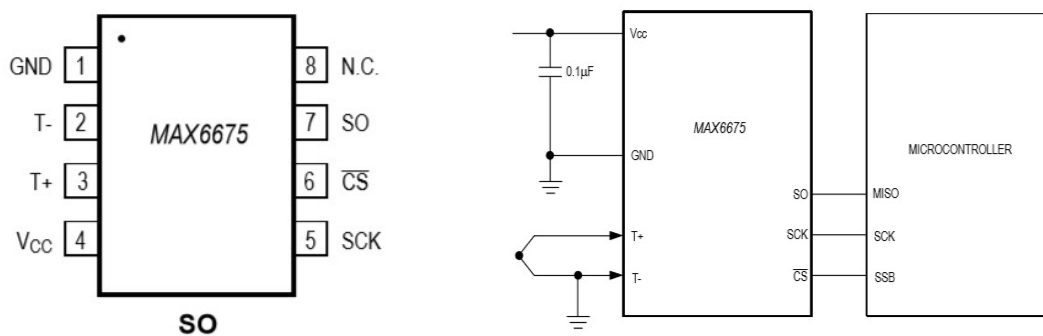 GND 1
T- 2
T+ 3
VCC 4
MAX6675
8 N.C.
7 SO
6 CS
5 SCK
SO
Vcc
0.1µF
GND
T+
T-
MAX6675
SO
SCK
CS
MICROCONTROLLER
MISO
SCK
SSB